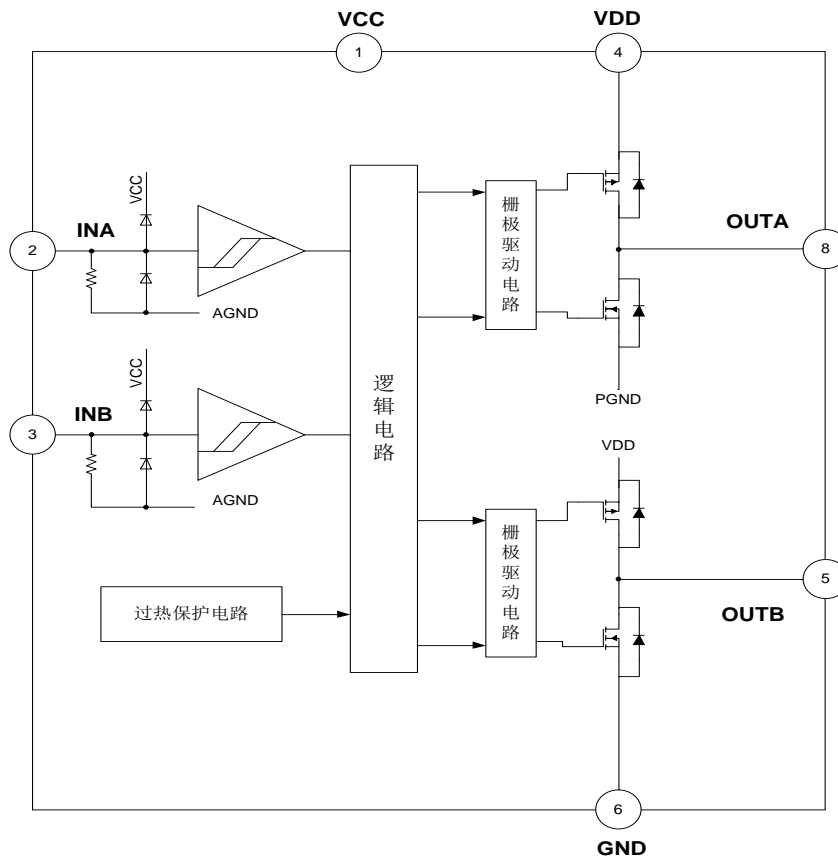 VCC
VDD
1
4
VCC
INA
2
AGND
栅极驱动电路
OUTA
8
PGND
VCC
INB
3
AGND
逻辑电路
VDD
栅极驱动电路
5
OUTB
过热保护电路
6
GND